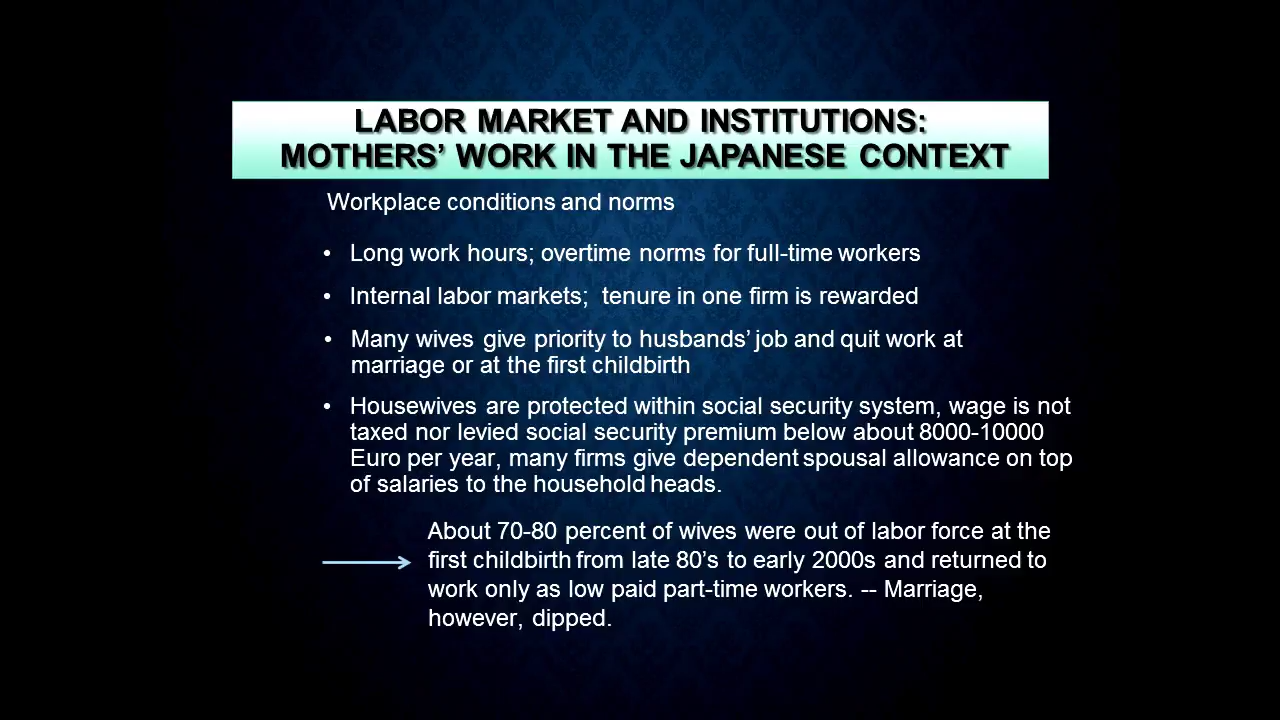 LABOR MARKET AND INSTITUTIONS:
MOTHERS' WORK IN THE JAPANESE CONTEXT
Workplace conditions and norms
• Long work hours; overtime norms for full-time workers
• Internal labor markets; tenure in one firm is rewarded
• Many wives give priority to husbands' job and quit work at
marriage or at the first childbirth
• Housewives are protected within social security system, wage is not
taxed nor levied social security premium below about 8000-10000
Euro per year, many firms give dependent spousal allowance on top
of salaries to the household heads.
About 70-80 percent of wives were out of labor force at the
first childbirth from late 80's to early 2000s and returned to
work only as low paid part-time workers. -- Marriage,
however, dipped.